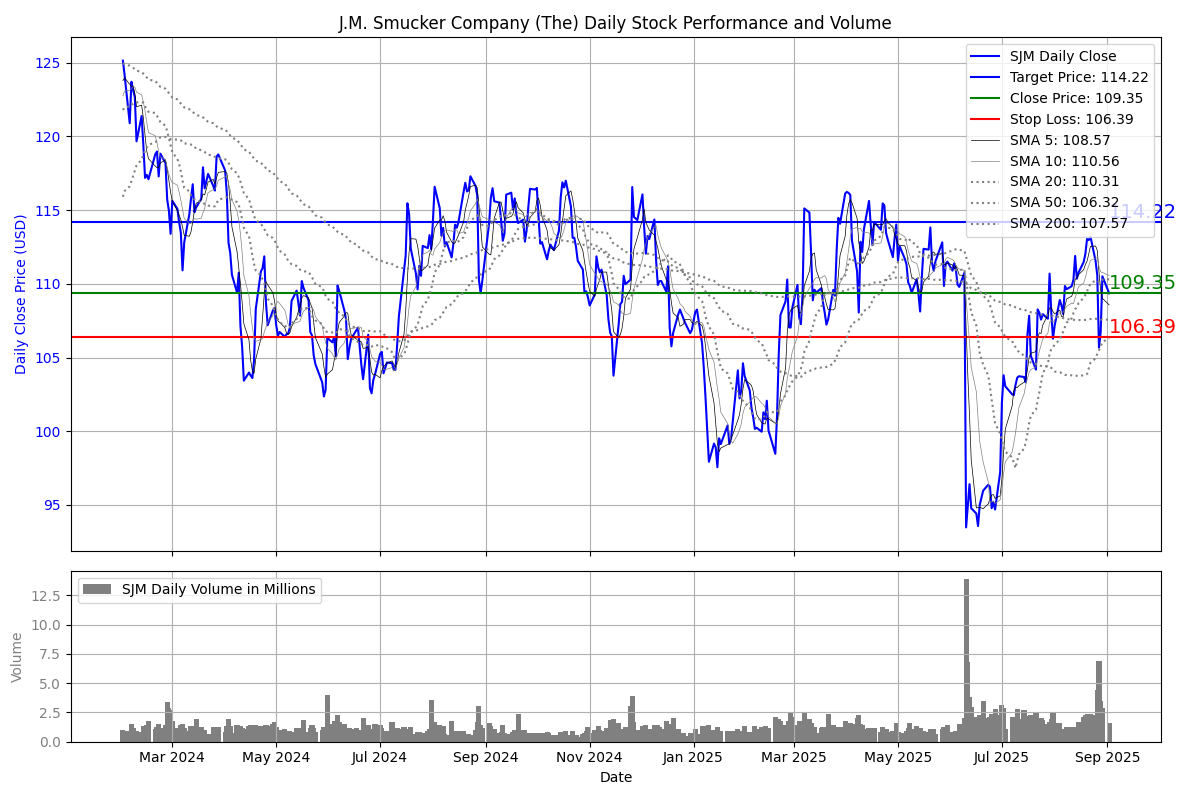 J.M. Smucker Company (The) Daily Stock Performance and Volume
Daily Close Price (USD)
125
120
115
110
105
100
95
SJM Daily Close
Target Price: 114.22
Close Price: 109.35
Stop Loss: 106.39
SMA 5: 108.57
SMA 10: 110.56
SMA 20: 110.31
SMA 50: 106.32
SMA 200: 107.57
114.22
109.35
106.39
SJM Daily Volume in Millions
Volume
12.5
10.0
7.5
5.0
2.5
0.0
Mar 2024
May 2024
Jul 2024
Sep 2024
Nov 2024
Jan 2025
Mar 2025
May 2025
Jul 2025
Sep 2025
Date